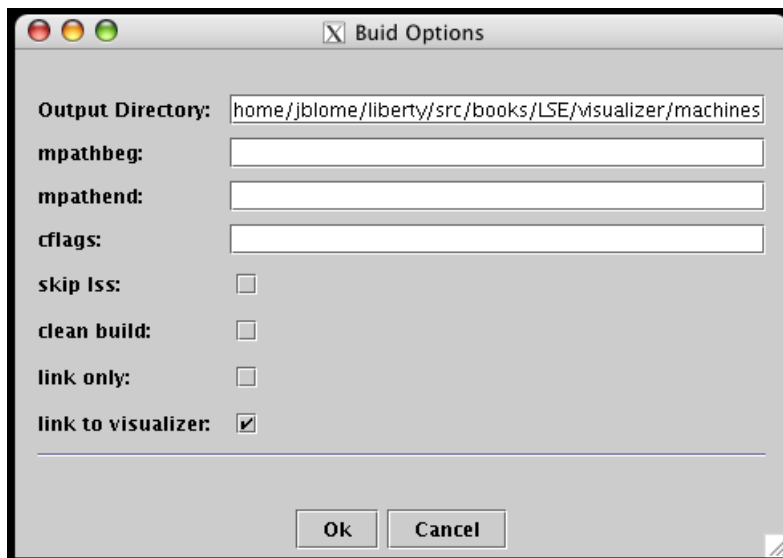 Buid Options
Output Directory: home/jblome/liberty/src/books/LSE/visualizer/machines
mpathbeg:
mpathend:
cflags:
skip lss:
clean build:
link only:
link to visualizer:
Ok Cancel